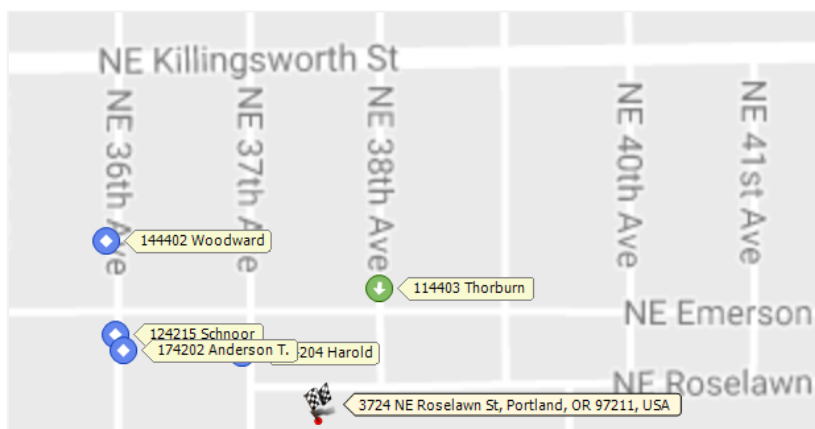 NE Killingsworth St
NE 36th Ave
NE 37th Ave
NE 38th Ave
NE 40th Ave
NE 41st Ave
144402 Woodward
114403 Thorburn
NE Emerson
124215 Schnoor
174202 Anderson T.
204 Harold
NE Roselawn
3724 NE Roselawn St, Portland, OR 97211, USA